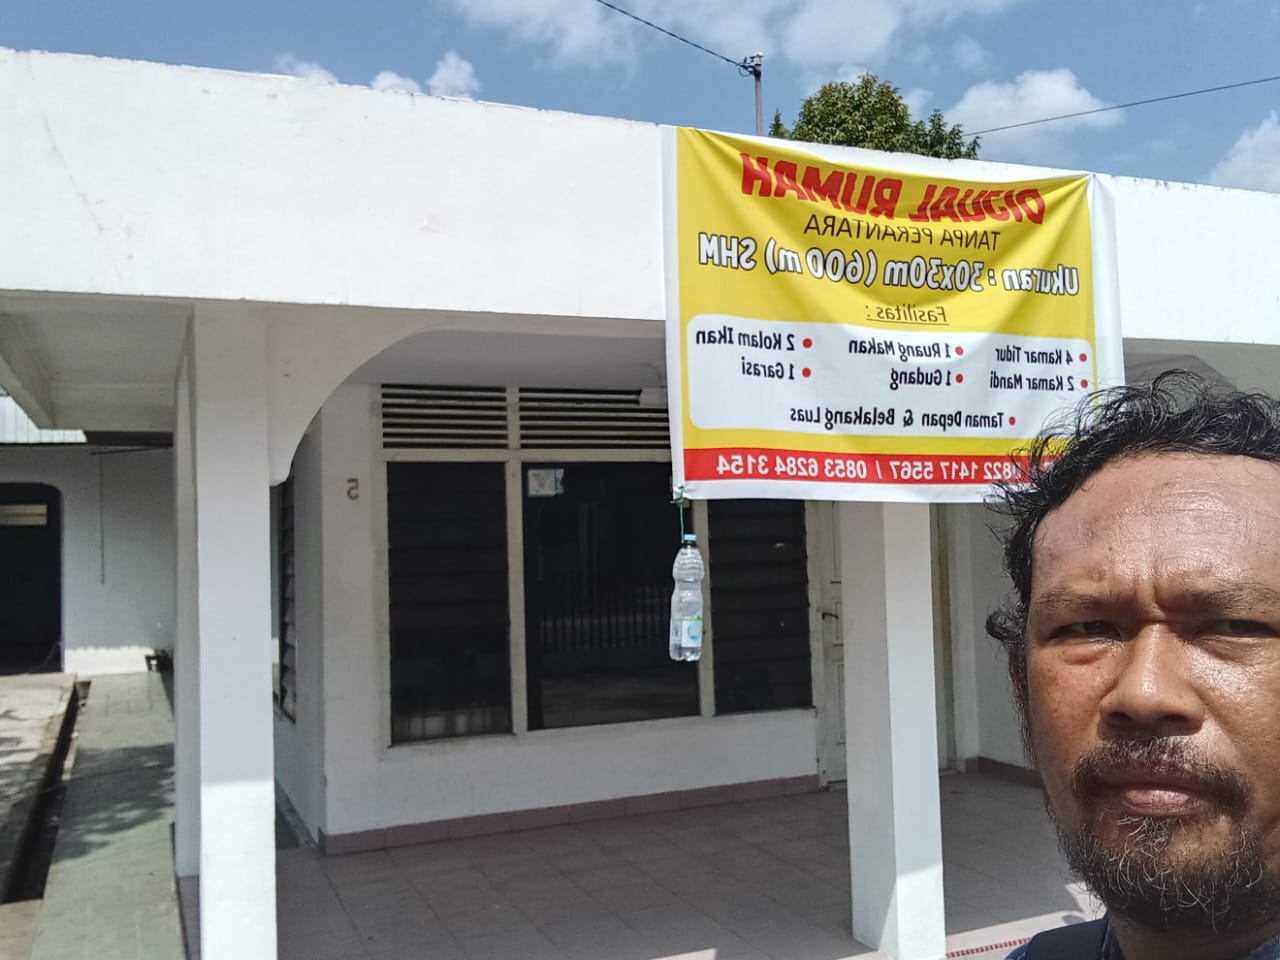 DIJUAL RUMAH
TANPA PERANTARA
Ukuran : 30x30m (600 m) SHM
Fasilitas :
• 4 Kamar Tidur • 1 Ruang Makan • 2 Kolam Ikan
• 2 Kamar Mandi • 1 Gudang • 1 Garasi
• Taman Depan & Belakang Luas
0822 1417 5567 / 0853 6284 3154
5